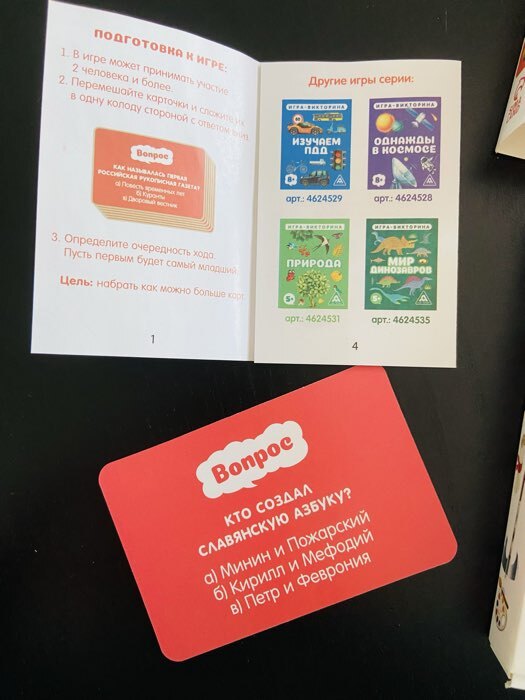 ПОДГОТОВКА К ИГРЕ:
1. В игре может принимать участие
2 человека и более.
2. Перемешайте карточки и сложите их
в одну колоду стороной с ответом вниз.
Вопрос
КАК НАЗЫВАЛАСЬ ПЕРВАЯ
РОССИЙСКАЯ РУКОПИСНАЯ ГАЗЕТА?
а) Повесть временных лет
б) Куранты
в) Дворовый вестник
3. Определите очередность хода.
Пусть первым будет самый младший.
Цель: набрать как можно больше карт.
1
Другие игры серии:
ИГРА-ВИКТОРИНА
ИЗУЧАЕМ
ПДД
8+
арт.: 4624529
ИГРА-ВИКТОРИНА
ОДНАЖДЫ
В КОСМОСЕ
8+
арт.: 4624528
ИГРА-ВИКТОРИНА
ПРИРОДА
5+
арт.: 4624531
ИГРА-ВИКТОРИНА
МИР
ДИНОЗАВРОВ
5+
арт.: 4624535
4
Вопрос
КТО СОЗДАЛ
СЛАВЯНСКУЮ АЗБУКУ?
а) Минин и Пожарский
б) Кирилл и Мефодий
в) Петр и Феврония